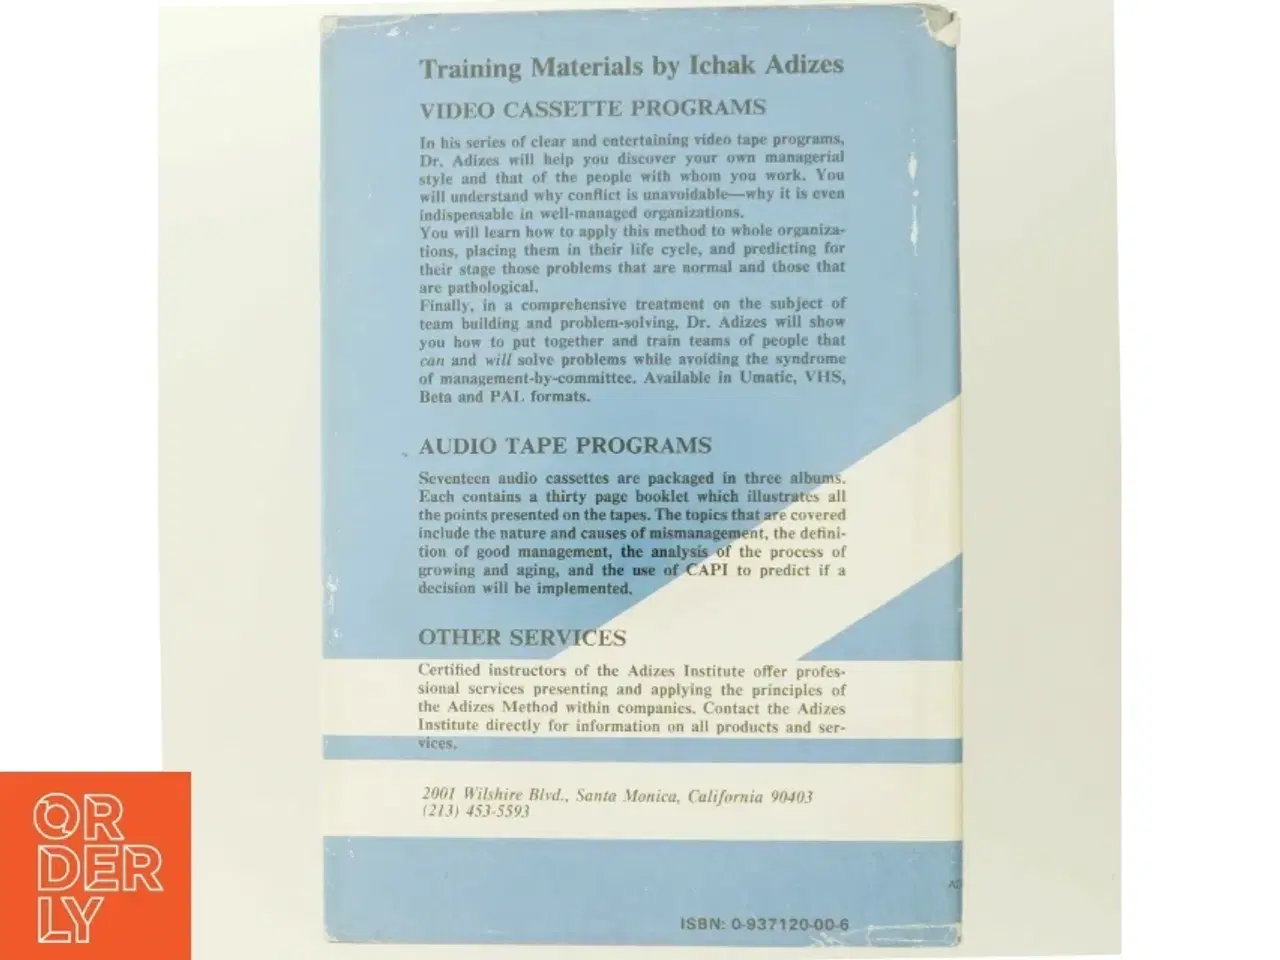 Training Materials by Ichak Adizes
VIDEO CASSETTE PROGRAMS
In his series of clear and entertaining video tape programs,
Dr. Adizes will help you discover your own managerial
style and that of the people with whom you work. You
will understand why conflict is unavoidable—why it is even
indispensable in well-managed organizations.
You will learn how to apply this method to whole organiza-
tions, placing them in their life cycle, and predicting for
their stage those problems that are normal and those that
are pathological.
Finally, in a comprehensive treatment on the subject of
team building and problem-solving, Dr. Adizes will show
you how to put together and train teams of people that
can and will solve problems while avoiding the syndrome
of management-by-committee. Available in Umatic, VHS,
Beta and PAL formats.
AUDIO TAPE PROGRAMS
Seventeen audio cassettes are packaged in three albums.
Each contains a thirty page booklet which illustrates all
the points presented on the tapes. The topics that are covered
include the nature and causes of mismanagement, the defini-
tion of good management, the analysis of the process of
growing and aging, and the use of CAPI to predict if a
decision will be implemented.
OTHER SERVICES
Certified instructors of the Adizes Institute offer profes-
sional services presenting and applying the principles of
the Adizes Method within companies. Contact the Adizes
Institute directly for information on all products and ser-
vices.
2001 Wilshire Blvd., Santa Monica, California 90403
(213) 453-5593
ISBN: 0-937120-00-6
OR
DERLY